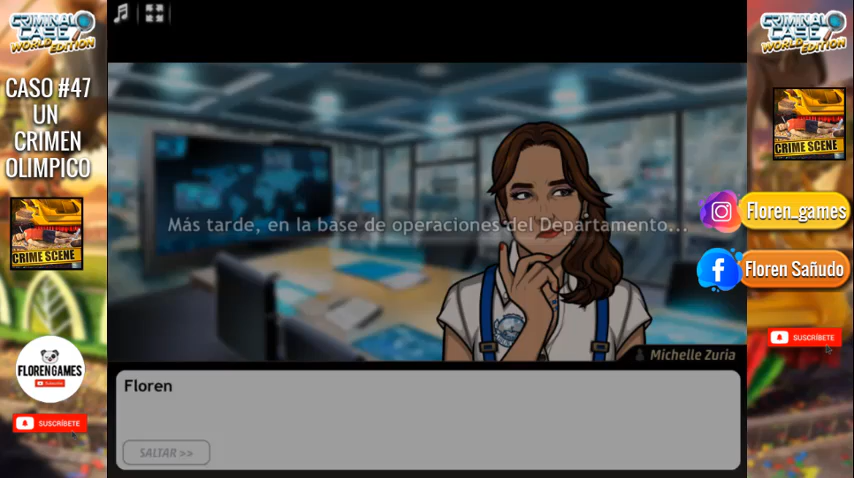 CRIMINAL
CASE
WORLD EDITION
CASO #47
UN
CRIMEN
OLIMPICO
CRIME SCENE
FLOREN GAMES
SUSCRÍBETE
Más tarde, en la base de operaciones del Departamento...
Michelle Zuria
Floren
SALTAR >>
CRIMINAL
CASE
WORLD EDITION
CRIME SCENE
Floren_games
Floren Sañudo
SUSCRÍBETE